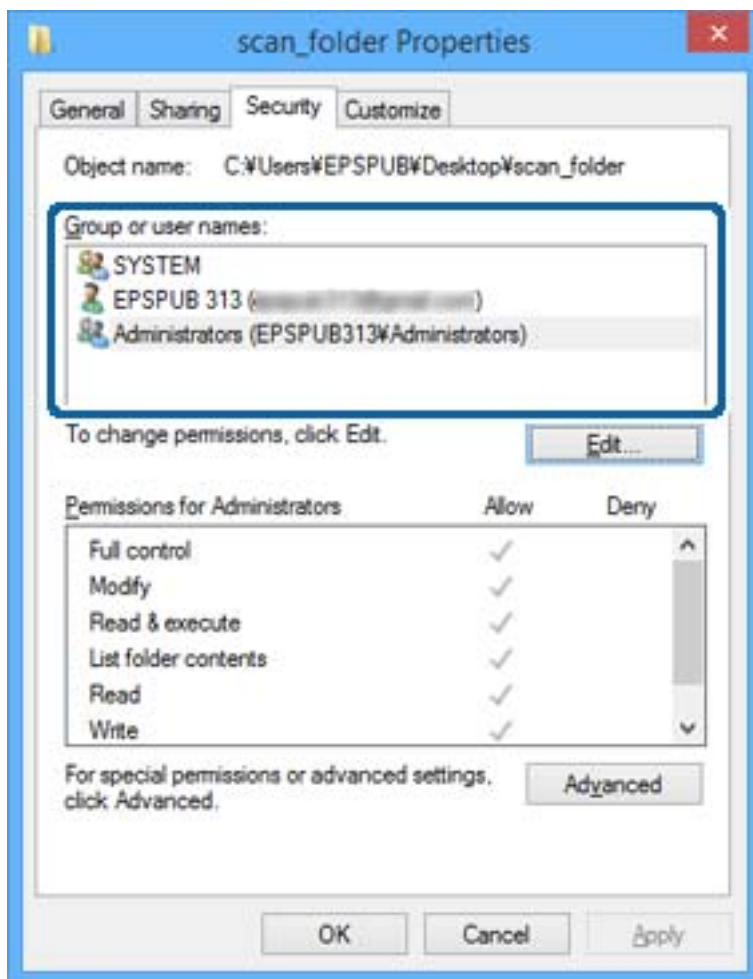 scan_folder Properties
General Sharing Security Customize
Object name: C:¥Users¥EPSPUB¥Desktop¥scan_folder
Group or user names:
SYSTEM
EPSPUB 313 ( )
Administrators (EPSPUB313¥Administrators)
To change permissions, click Edit.
Edit...
Permissions for Administrators Allow Deny
Full control
Modify
Read & execute
List folder contents
Read
Write
For special permissions or advanced settings,
click Advanced.
Advanced
OK Cancel Apply